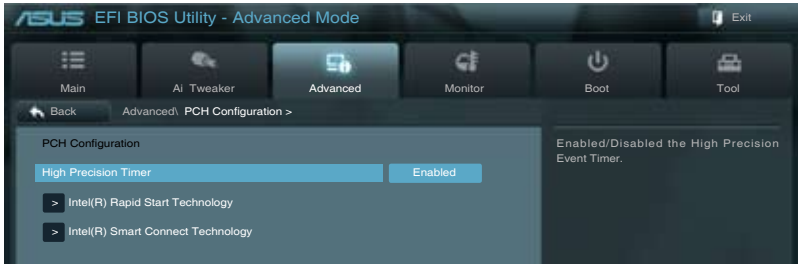 ASUS EFI BIOS Utility - Advanced Mode
Exit
Main
Ai Tweaker
Advanced
Monitor
Boot
Tool
Back
Advanced\ PCH Configuration >
PCH Configuration
High Precision Timer Enabled
> Intel(R) Rapid Start Technology
> Intel(R) Smart Connect Technology
Enabled/Disabled the High Precision
Event Timer.